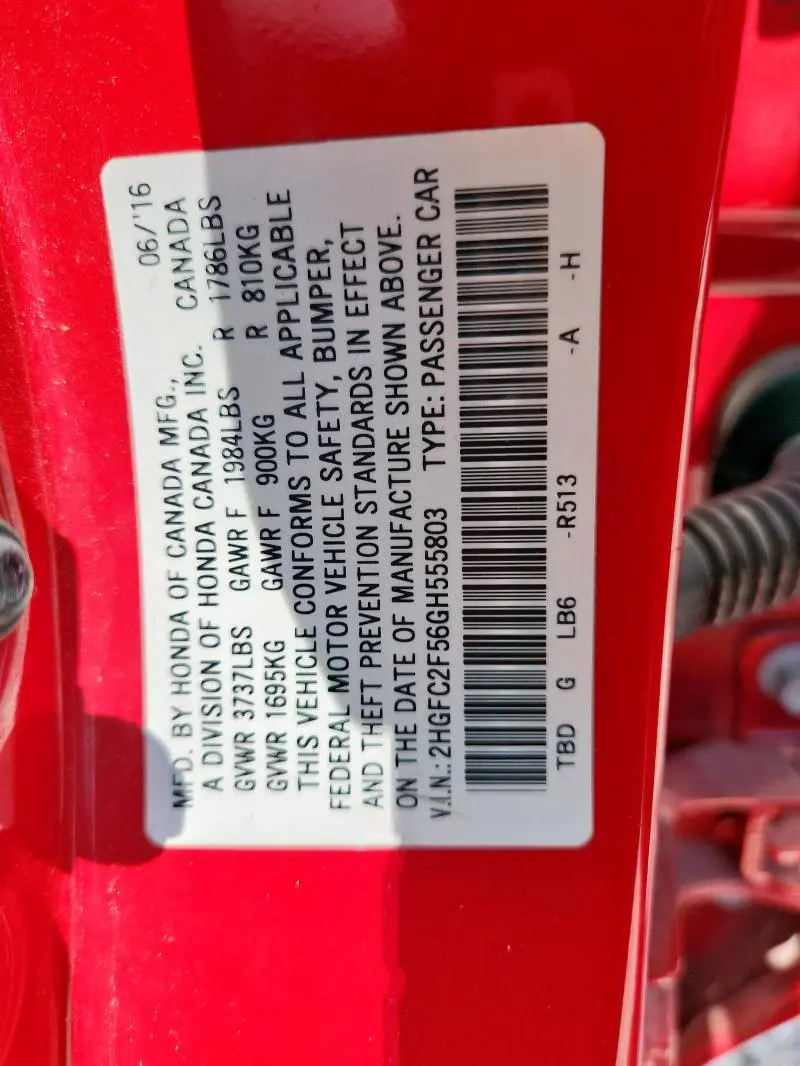 MFD. BY HONDA OF CANADA MFG., 06/'16
A DIVISION OF HONDA CANADA INC. CANADA
GVWR 3737LBS GAWR F 1984LBS R 1786LBS
GVWR 1695KG GAWR F 900KG R 810KG
THIS VEHICLE CONFORMS TO ALL APPLICABLE
FEDERAL MOTOR VEHICLE SAFETY, BUMPER,
AND THEFT PREVENTION STANDARDS IN EFFECT
ON THE DATE OF MANUFACTURE SHOWN ABOVE.
V.I.N.: 2HGFC2F56GH555803 TYPE: PASSENGER CAR
TBD G LB6 -R513 -A -H